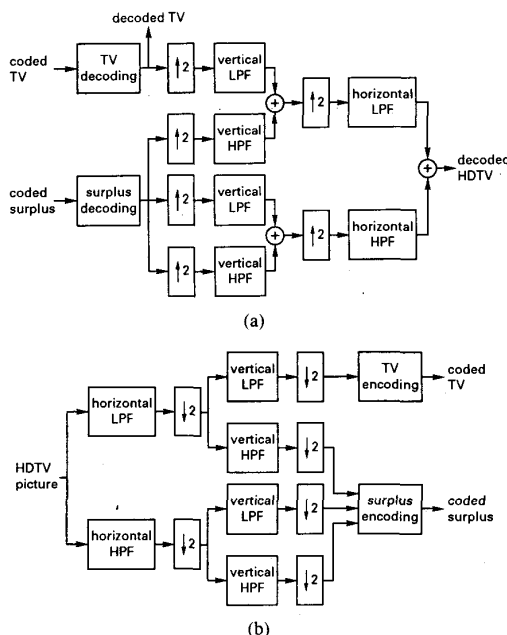 decoded TV
coded
TV
TV
decoding
↑2
vertical
LPF
+
↑2
horizontal
LPF
↑2
vertical
HPF
+
decoded
HDTV
coded
surplus
surplus
decoding
↑2
vertical
LPF
+
↑2
horizontal
HPF
↑2
vertical
HPF
(a)
vertical
LPF
↓2
TV
encoding
coded
TV
horizontal
LPF
↓2
vertical
HPF
↓2
HDTV
picture
surplus
encoding
coded
surplus
vertical
LPF
↓2
horizontal
HPF
↓2
vertical
HPF
↓2
(b)